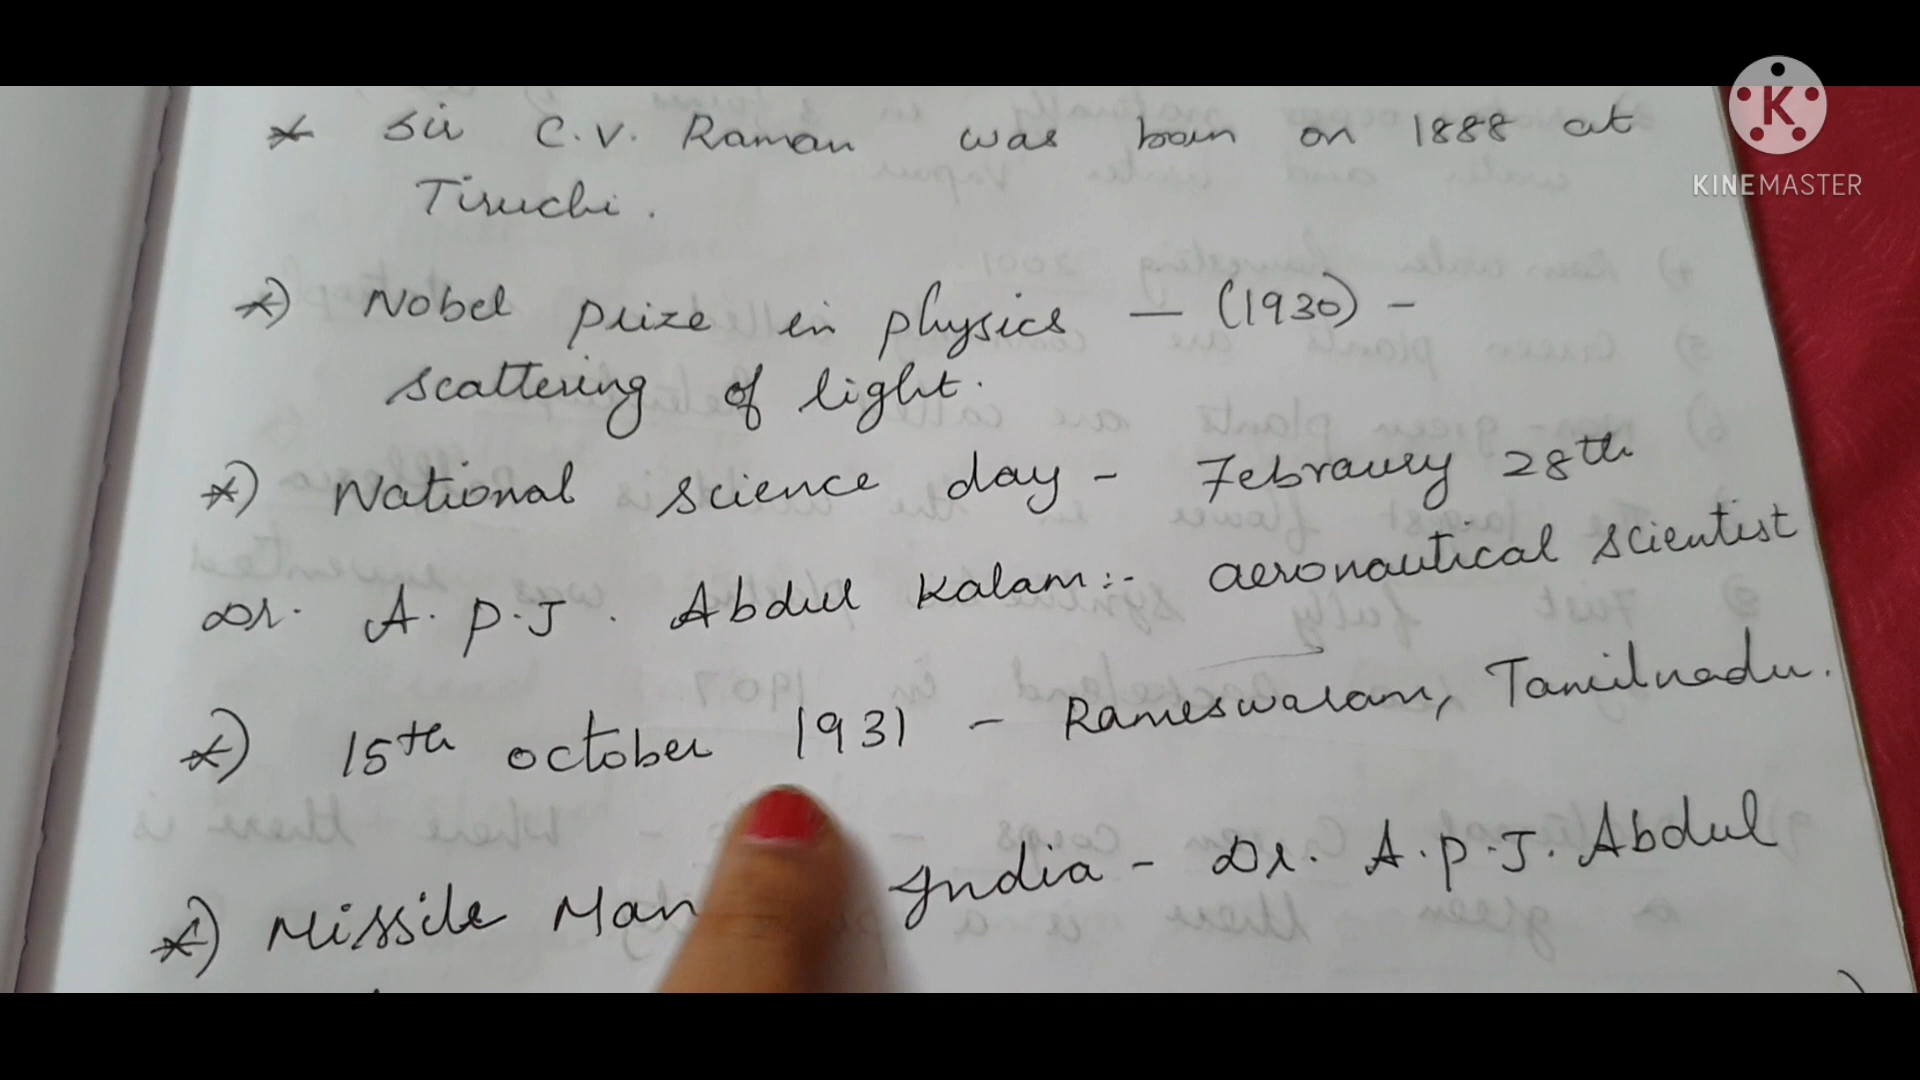 * Sir C.V. Raman was born on 1888 at
Tiruchi.
*) Nobel prize in physics – (1930) –
scattering of light.
*) National science day – Febraury 28th
Dr. A.P.J. Abdul Kalam:- aeronautical scientist
*) 15th october 1931 – Rameswaram, Tamilnadu.
*) Missile Man India – Dr. A.P.J. Abdul
K
KINEMASTER